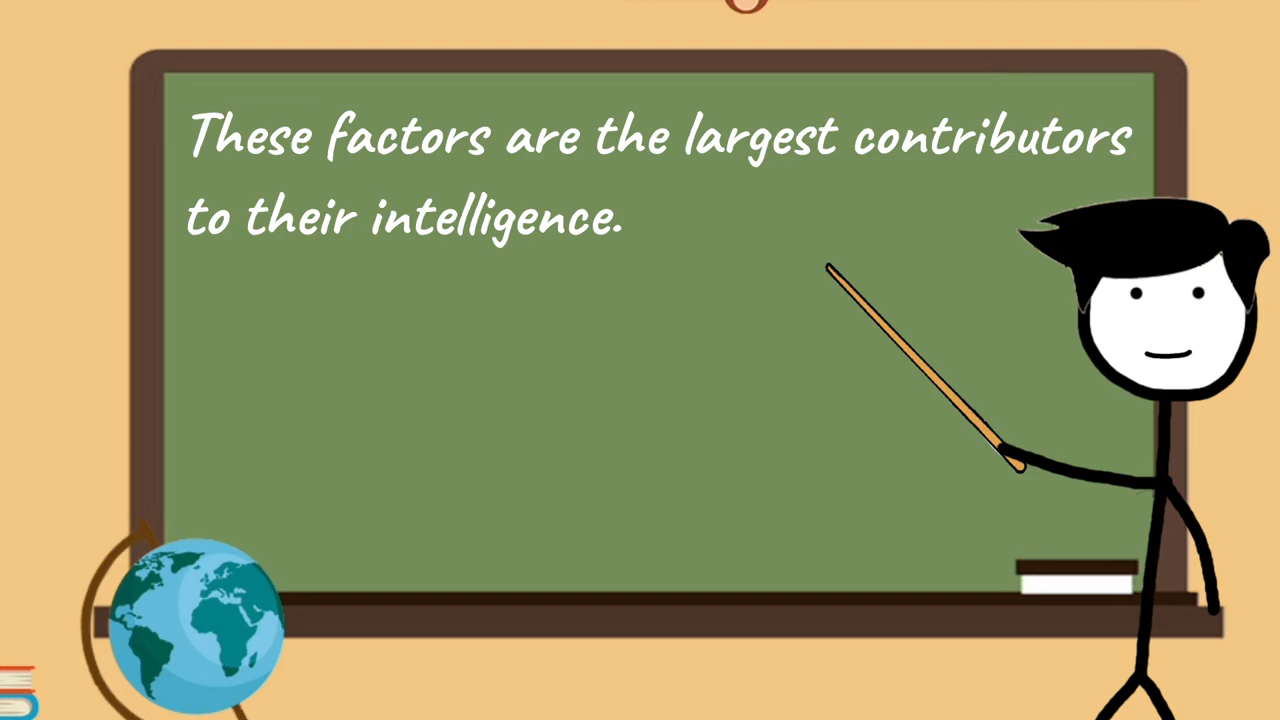 These factors are the largest contributors
to their intelligence.